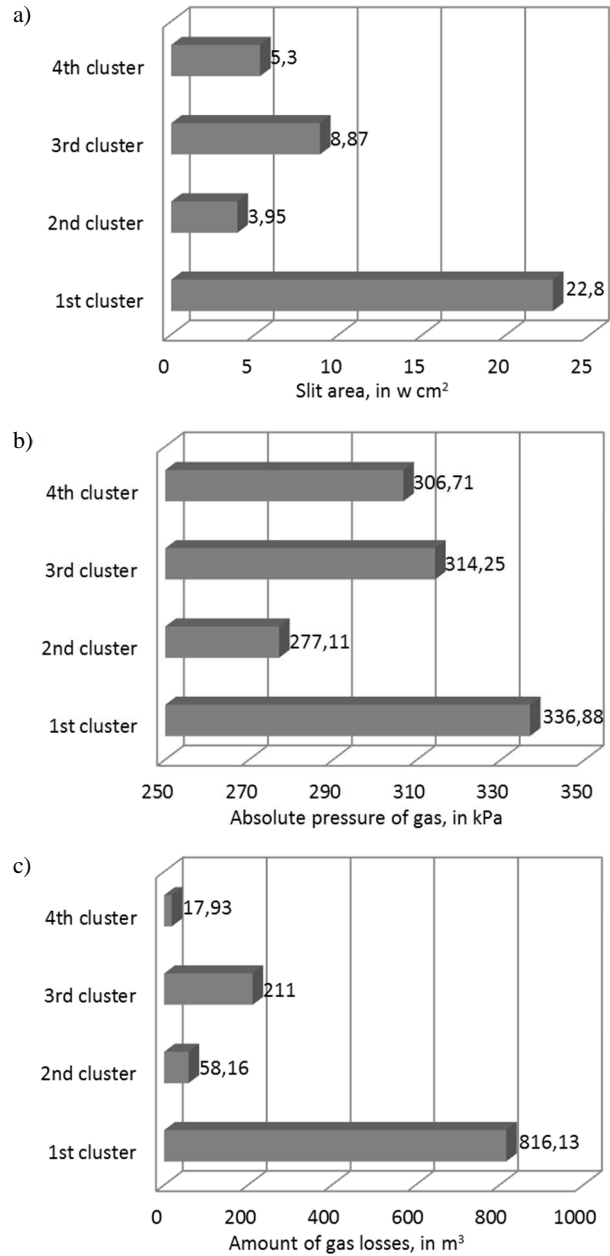 a)
4th cluster 5,3
3rd cluster 8,87
2nd cluster 3,95
1st cluster 22,8
0 5 10 15 20 25
Slit area, in w cm²
b)
4th cluster 306,71
3rd cluster 314,25
2nd cluster 277,11
1st cluster 336,88
250 270 290 310 330 350
Absolute pressure of gas, in kPa
c)
4th cluster 17,93
3rd cluster 211
2nd cluster 58,16
1st cluster 816,13
0 200 400 600 800 1000
Amount of gas losses, in m³